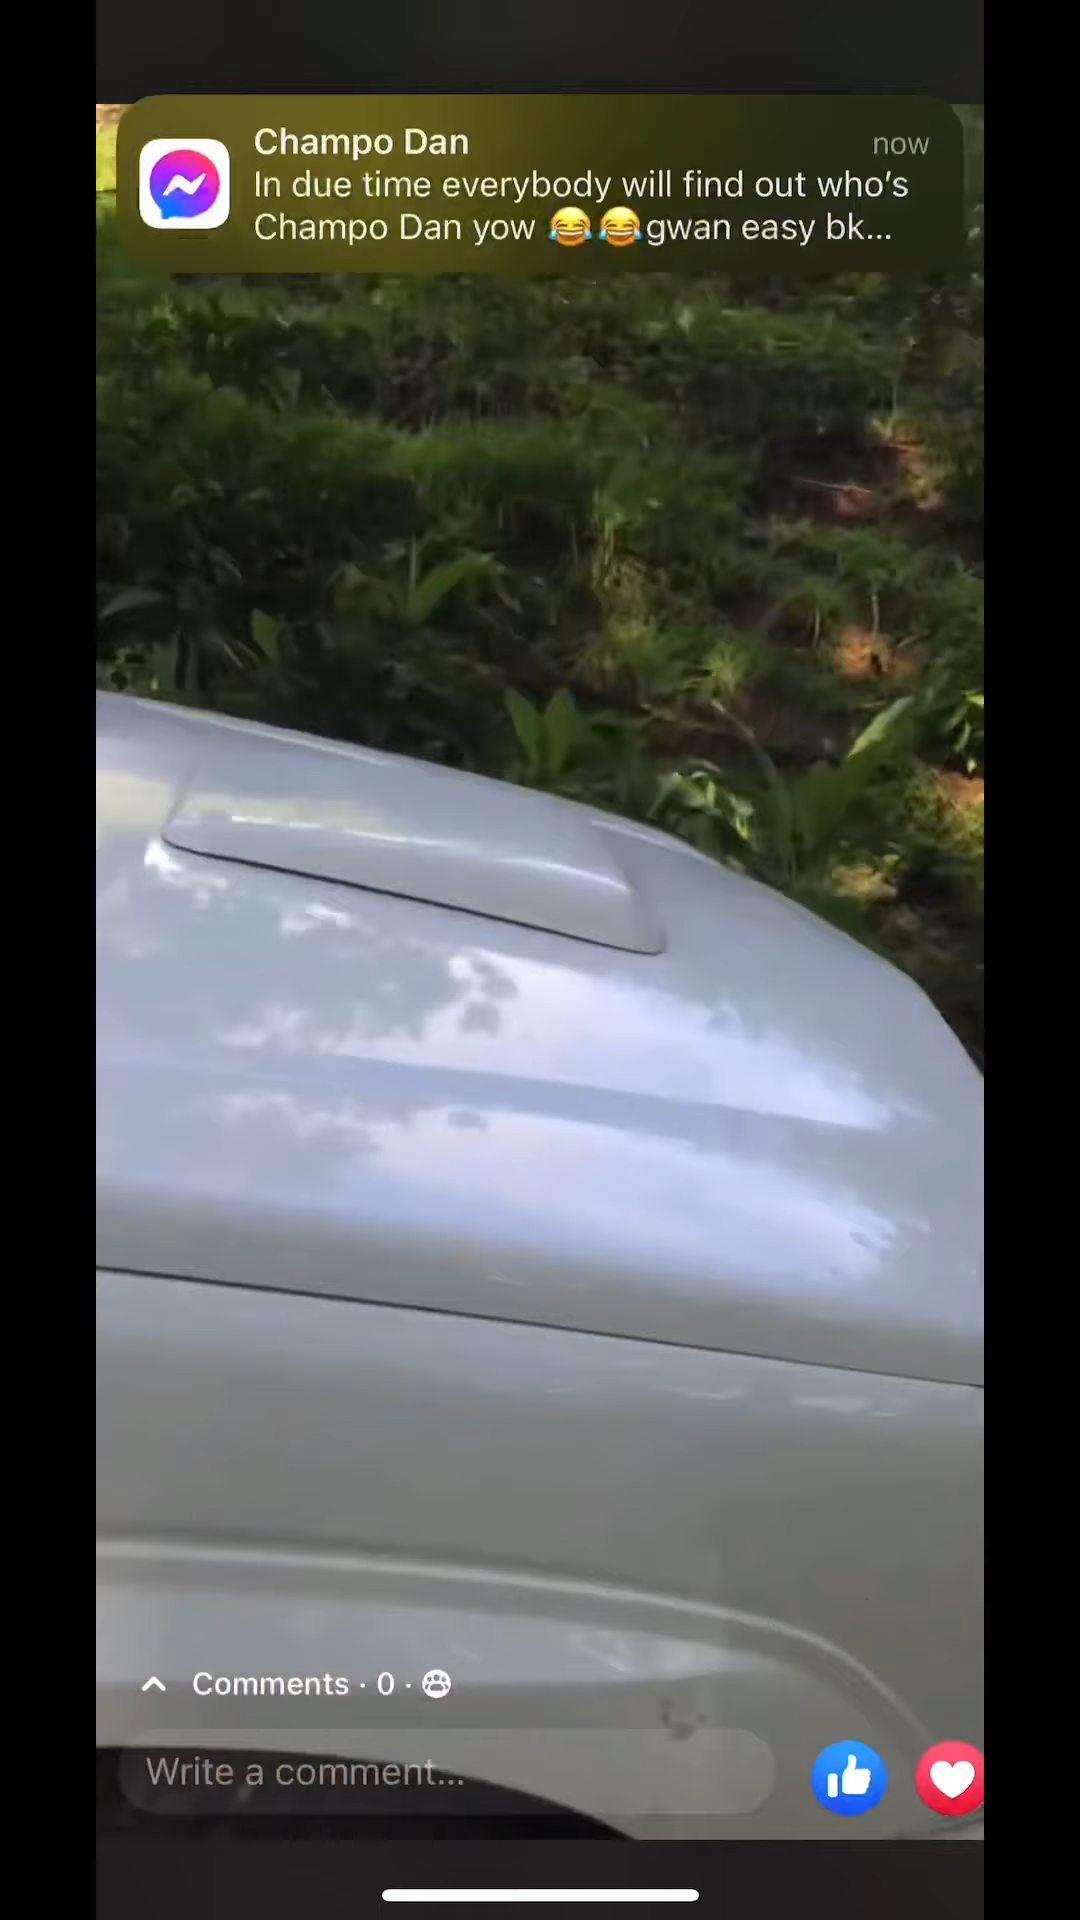 Champo Dan
now
In due time everybody will find out who's
Champo Dan yow 😂😂gwan easy bk...
Comments · 0 ·
Write a comment...